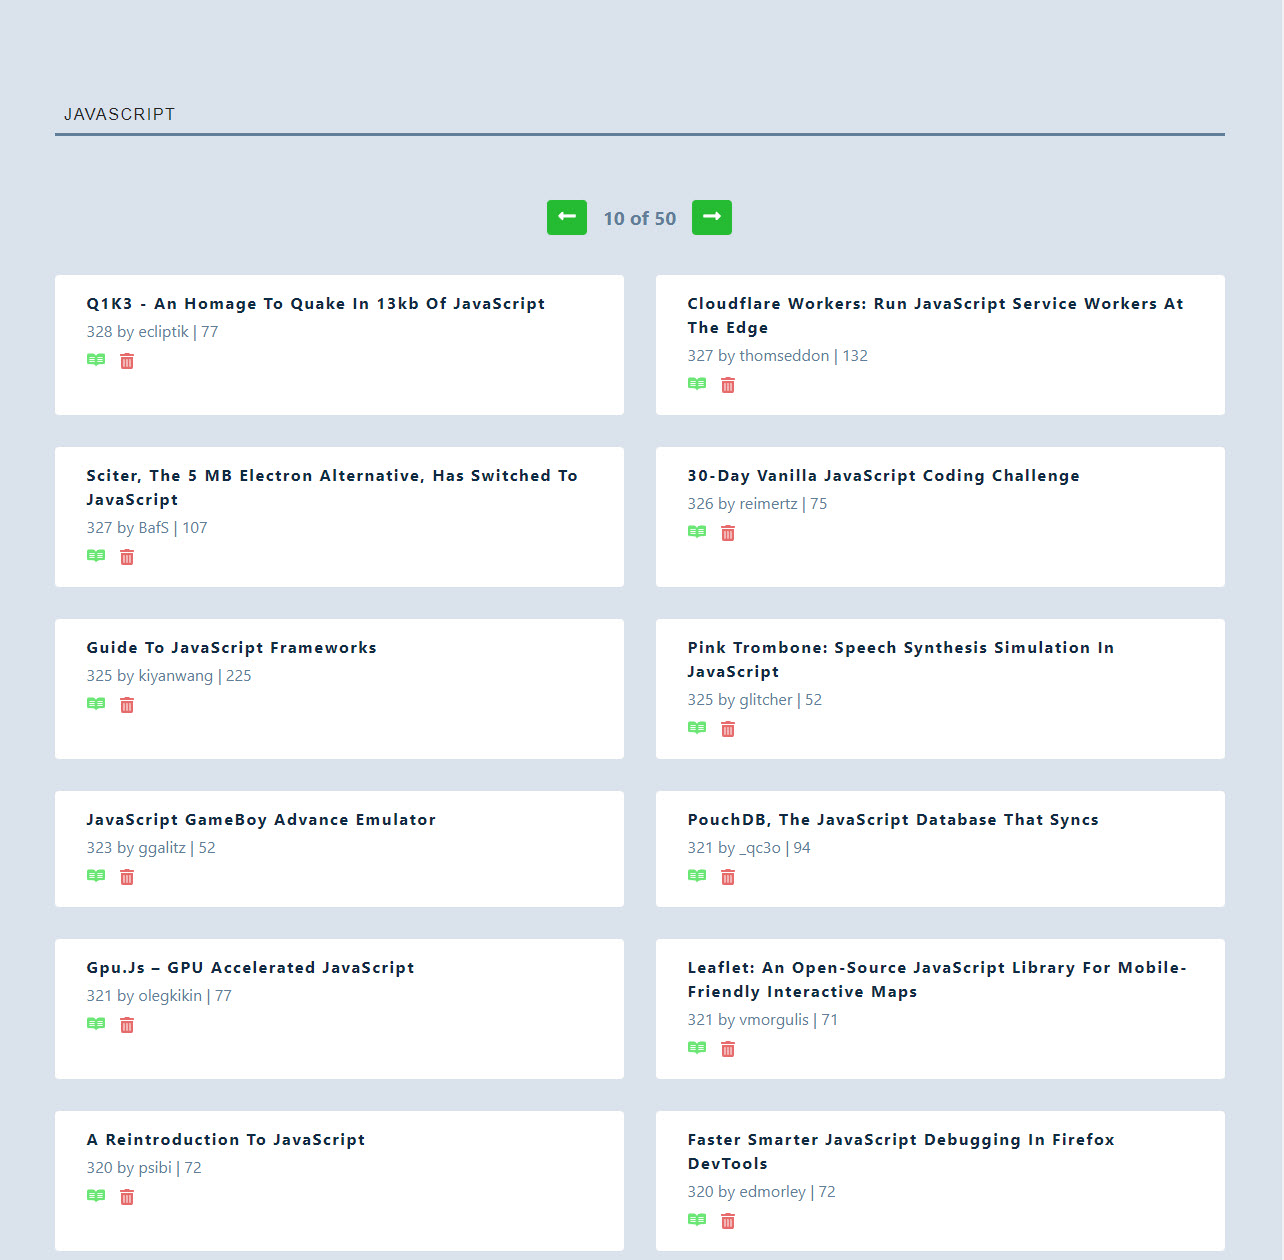 JAVASCRIPT
10 of 50
Q1K3 - An Homage To Quake In 13kb Of JavaScript
328 by ecliptik | 77
Cloudflare Workers: Run JavaScript Service Workers At
The Edge
327 by thomseddon | 132
Sciter, The 5 MB Electron Alternative, Has Switched To
JavaScript
327 by BafS | 107
30-Day Vanilla JavaScript Coding Challenge
326 by reimertz | 75
Guide To JavaScript Frameworks
325 by kiyanwang | 225
Pink Trombone: Speech Synthesis Simulation In
JavaScript
325 by glitcher | 52
JavaScript GameBoy Advance Emulator
323 by ggalitz | 52
PouchDB, The JavaScript Database That Syncs
321 by _qc3o | 94
Gpu.Js – GPU Accelerated JavaScript
321 by olegkikin | 77
Leaflet: An Open-Source JavaScript Library For Mobile-
Friendly Interactive Maps
321 by vmorgulis | 71
A Reintroduction To JavaScript
320 by psibi | 72
Faster Smarter JavaScript Debugging In Firefox
DevTools
320 by edmorley | 72